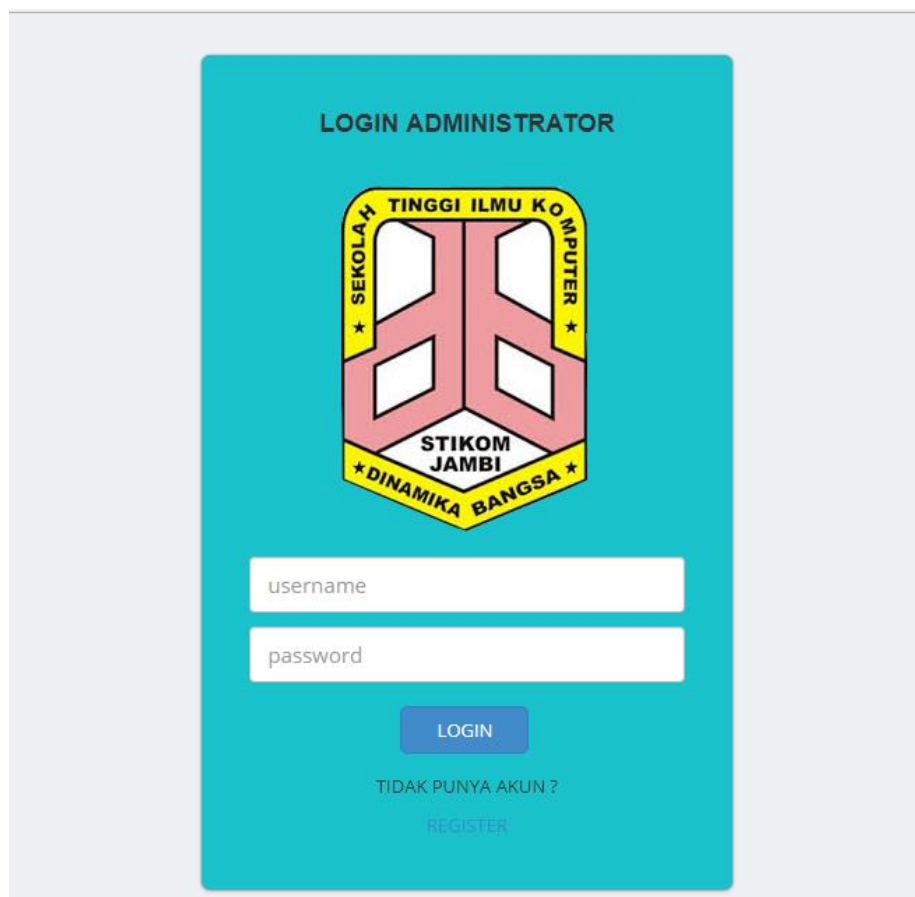 LOGIN ADMINISTRATOR
★ SEKOLAH TINGGI ILMU KOMPUTER ★
STIKOM
JAMBI
★ DINAMIKA BANGSA ★
username
password
LOGIN
TIDAK PUNYA AKUN ?
REGISTER